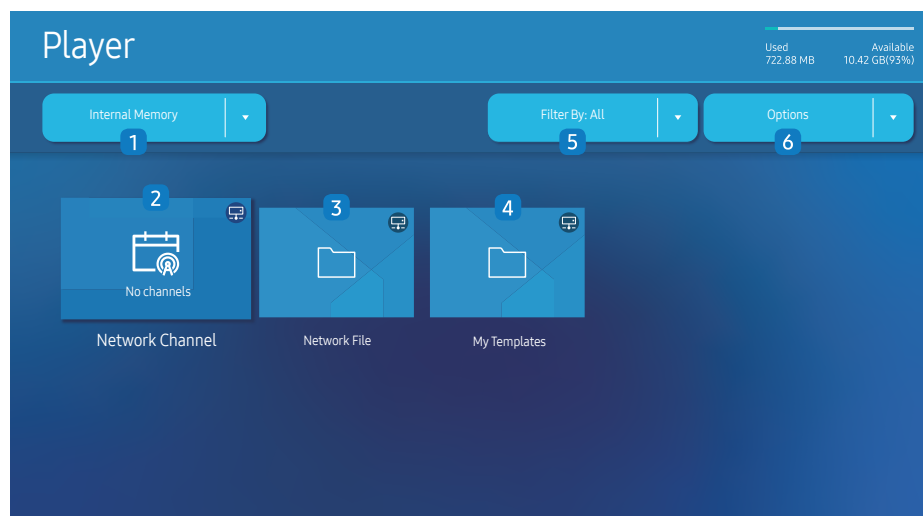 Player
Used Available
722.88 MB 10.42 GB(93%)
Internal Memory Filter By: All Options
1 5 6
2 3 4
No channels
Network Channel Network File My Templates